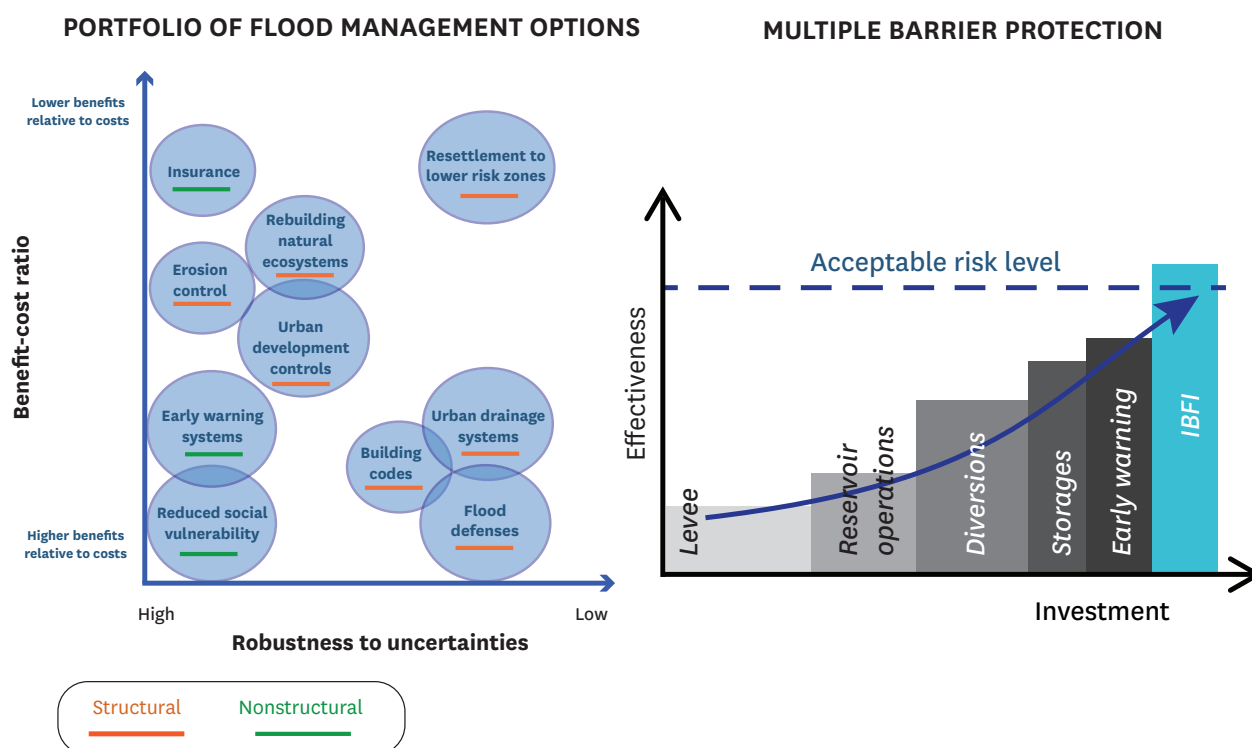 PORTFOLIO OF FLOOD MANAGEMENT OPTIONS
Lower benefits
relative to costs
Benefit-cost ratio
Higher benefits
relative to costs
Insurance
Resettlement to
lower risk zones
Rebuilding
natural
ecosystems
Erosion
control
Urban
development
controls
Early warning
systems
Urban drainage
systems
Building
codes
Reduced social
vulnerability
Flood
defenses
High
Low
Robustness to uncertainties
Structural
Nonstructural
MULTIPLE BARRIER PROTECTION
Acceptable risk level
Effectiveness
Levee
Reservoir
operations
Diversions
Storages
Early warning
IBFI
Investment